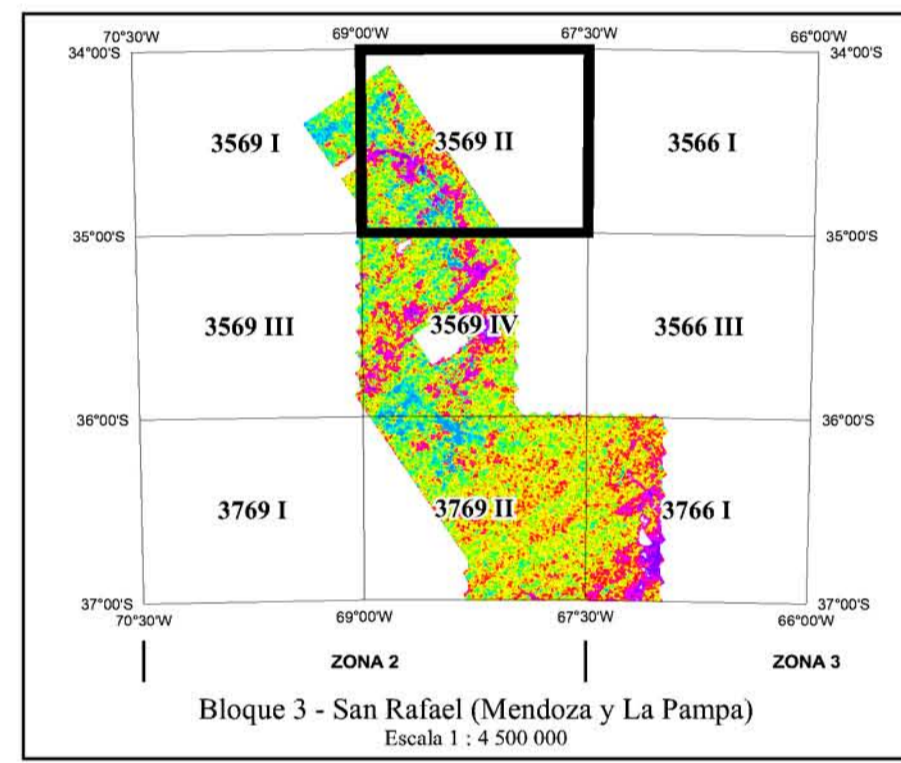 70°30'W 69°00'W 67°30'W 66°00'W
34°00'S 34°00'S
3569 I 3569 II 3566 I
35°00'S 35°00'S
3569 III 3569 IV 3566 III
36°00'S 36°00'S
3769 I 3769 II 3766 I
37°00'S 37°00'S
70°30'W 69°00'W 67°30'W 66°00'W
ZONA 2 ZONA 3
Bloque 3 - San Rafael (Mendoza y La Pampa)
Escala 1 : 4 500 000